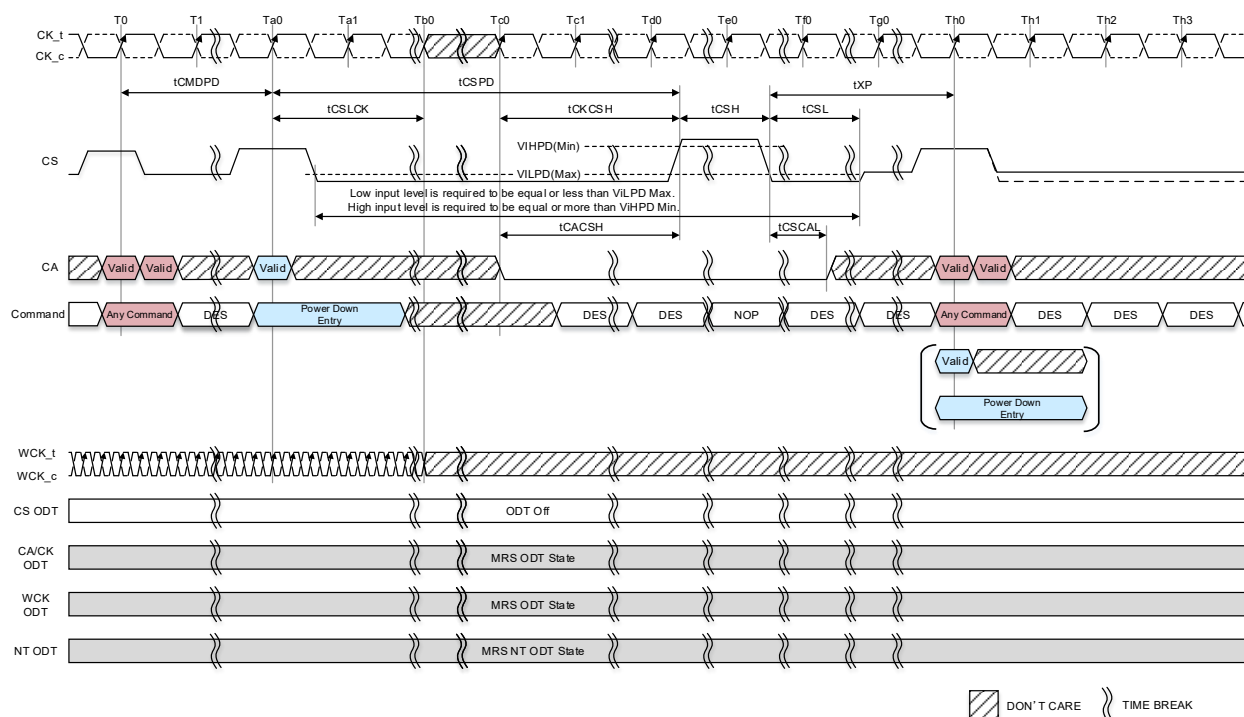 T0 T1 Ta0 Ta1 Tb0 Tc0 Tc1 Td0 Te0 Tf0 Tg0 Th0 Th1 Th2 Th3
CK_t
CK_c
tCMDPD tCSPD tXP
tCSLCK tCKCSH tCSH tCSL
VIHPD(Min)
CS
VILPD(Max)
Low input level is required to be equal or less than ViLPD Max.
High input level is required to be equal or more than ViHPD Min.
tCACSH tCSCAL
CA Valid Valid Valid Valid Valid
Command Any Command DES Power Down Entry DES DES NOP DES DES Any Command DES DES DES
Valid
Power Down
Entry
WCK_t
WCK_c
CS ODT ODT Off
CA/CK
ODT
MRS ODT State
WCK
ODT
MRS ODT State
NT ODT MRS NT ODT State
DON'T CARE TIME BREAK